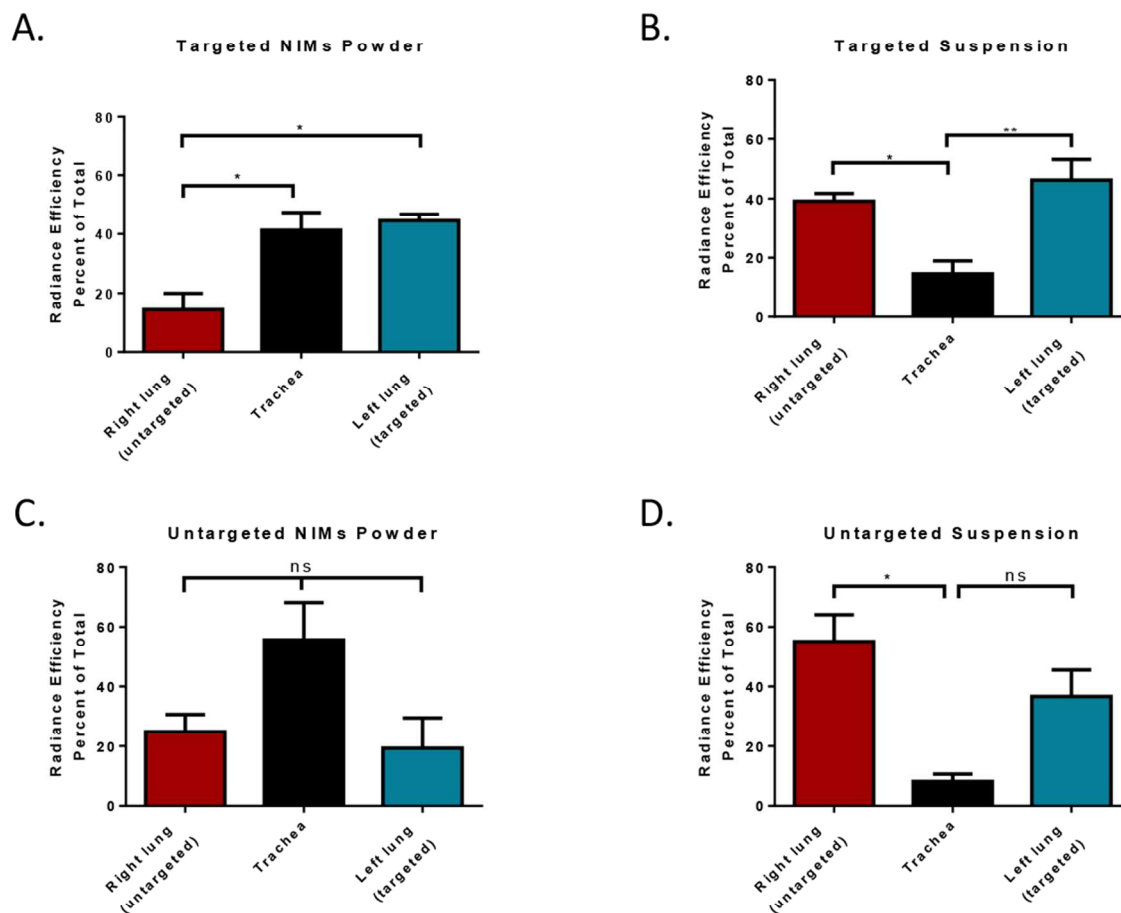 A.
Targeted NIMs Powder
Radiance Efficiency
Percent of Total
80
60
40
20
0
*
*
Right lung
(untargeted)
Trachea
Left lung
(targeted)
B.
Targeted Suspension
Radiance Efficiency
Percent of Total
80
60
40
20
0
*
**
Right lung
(untargeted)
Trachea
Left lung
(targeted)
C.
Untargeted NIMs Powder
Radiance Efficiency
Percent of Total
80
60
40
20
0
ns
Right lung
(untargeted)
Trachea
Left lung
(targeted)
D.
Untargeted Suspension
Radiance Efficiency
Percent of Total
80
60
40
20
0
*
ns
Right lung
(untargeted)
Trachea
Left lung
(targeted)